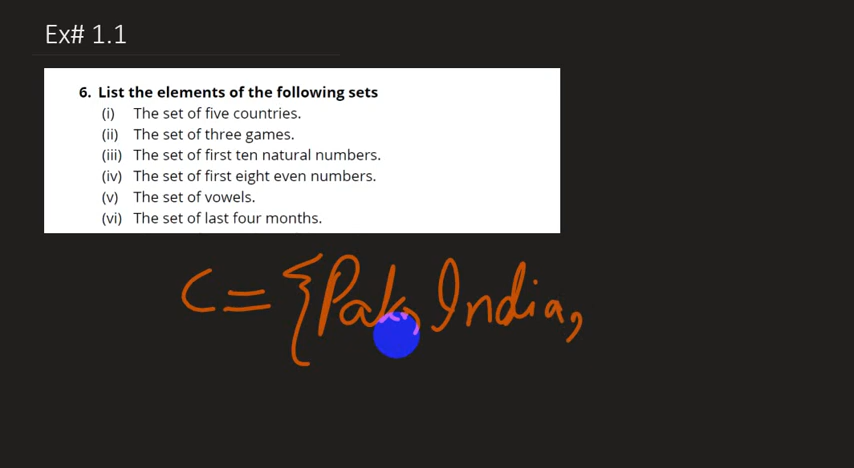 Ex# 1.1
6. List the elements of the following sets
(i) The set of five countries.
(ii) The set of three games.
(iii) The set of first ten natural numbers.
(iv) The set of first eight even numbers.
(v) The set of vowels.
(vi) The set of last four months.
C = {Pak, India,